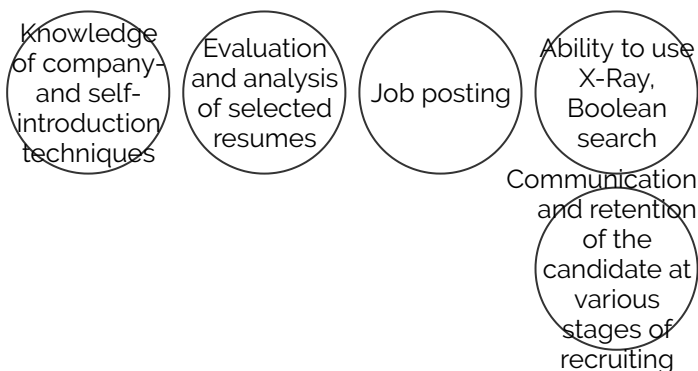 Knowledge
of company-
and self-
introduction
techniques
Evaluation
and analysis
of selected
resumes
Job posting
Ability to use
X-Ray,
Boolean
search
Communication
and retention
of the
candidate at
various
stages of
recruiting